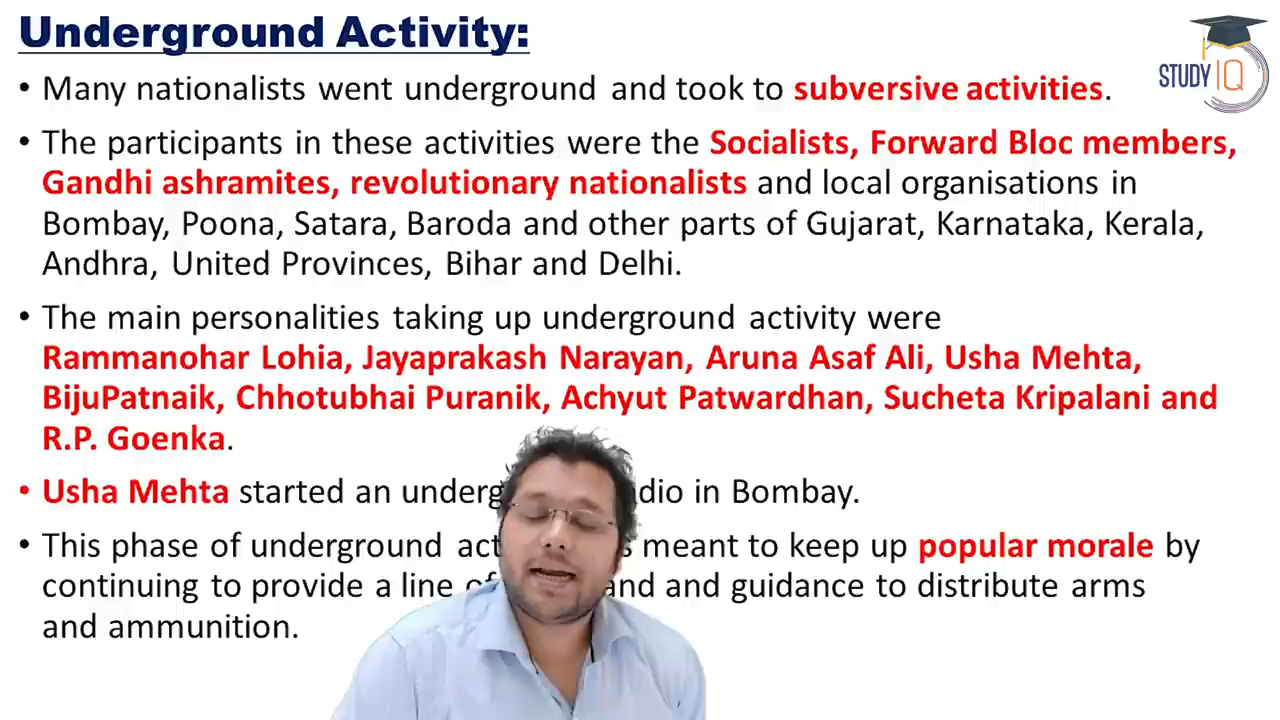 Underground Activity:
STUDY IQ
• Many nationalists went underground and took to subversive activities.
• The participants in these activities were the Socialists, Forward Bloc members,
Gandhi ashramites, revolutionary nationalists and local organisations in
Bombay, Poona, Satara, Baroda and other parts of Gujarat, Karnataka, Kerala,
Andhra, United Provinces, Bihar and Delhi.
• The main personalities taking up underground activity were
Rammanohar Lohia, Jayaprakash Narayan, Aruna Asaf Ali, Usha Mehta,
BijuPatnaik, Chhotubhai Puranik, Achyut Patwardhan, Sucheta Kripalani and
R.P. Goenka.
• Usha Mehta started an in Bombay.
• This phase of underground meant to keep up popular morale by
continuing to provide a line and guidance to distribute arms
and ammunition.